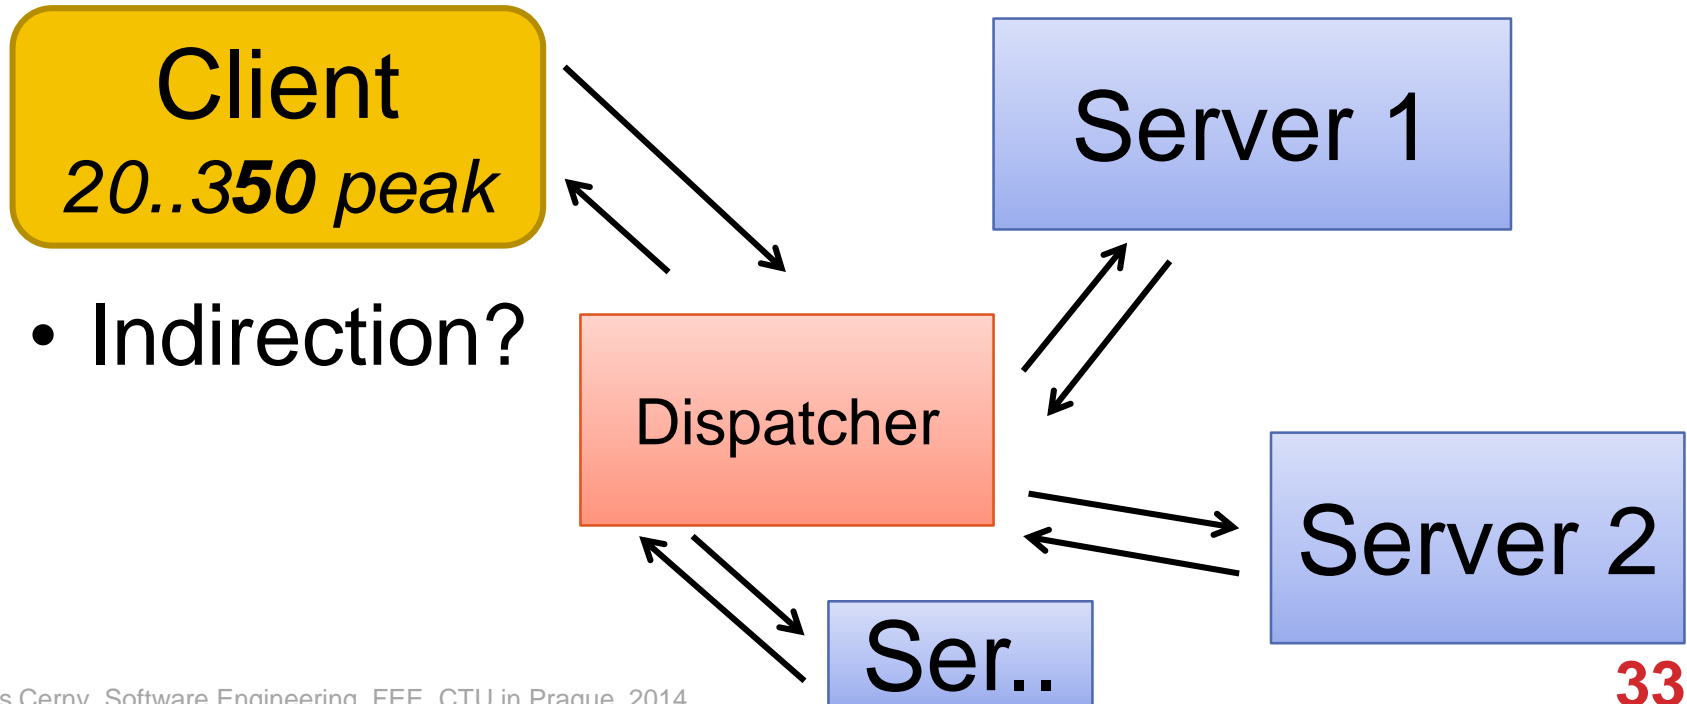 Client
20..350 peak
Server 1
• Indirection?
Dispatcher
Server 2
Ser..
s Cerny, Software Engineering, FEE, CTU in Prague, 2014
33